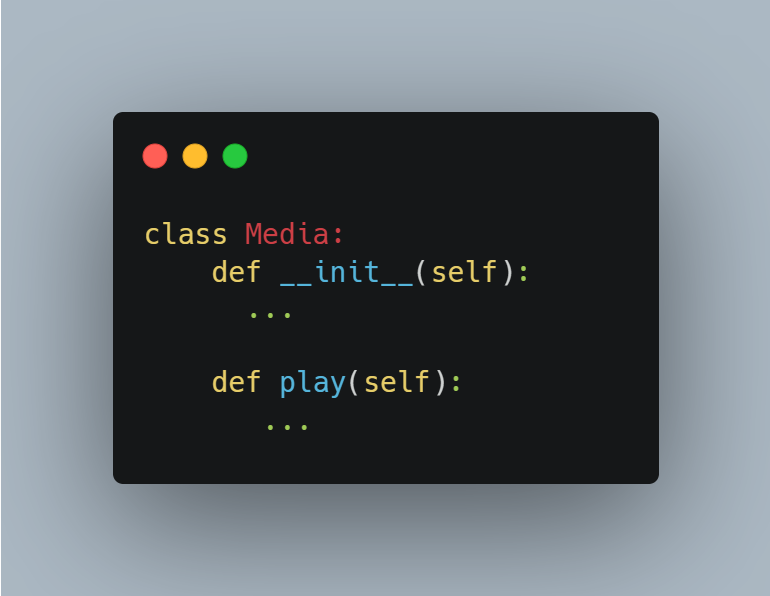 class Media:
    def __init__(self):
      ...

    def play(self):
       ...